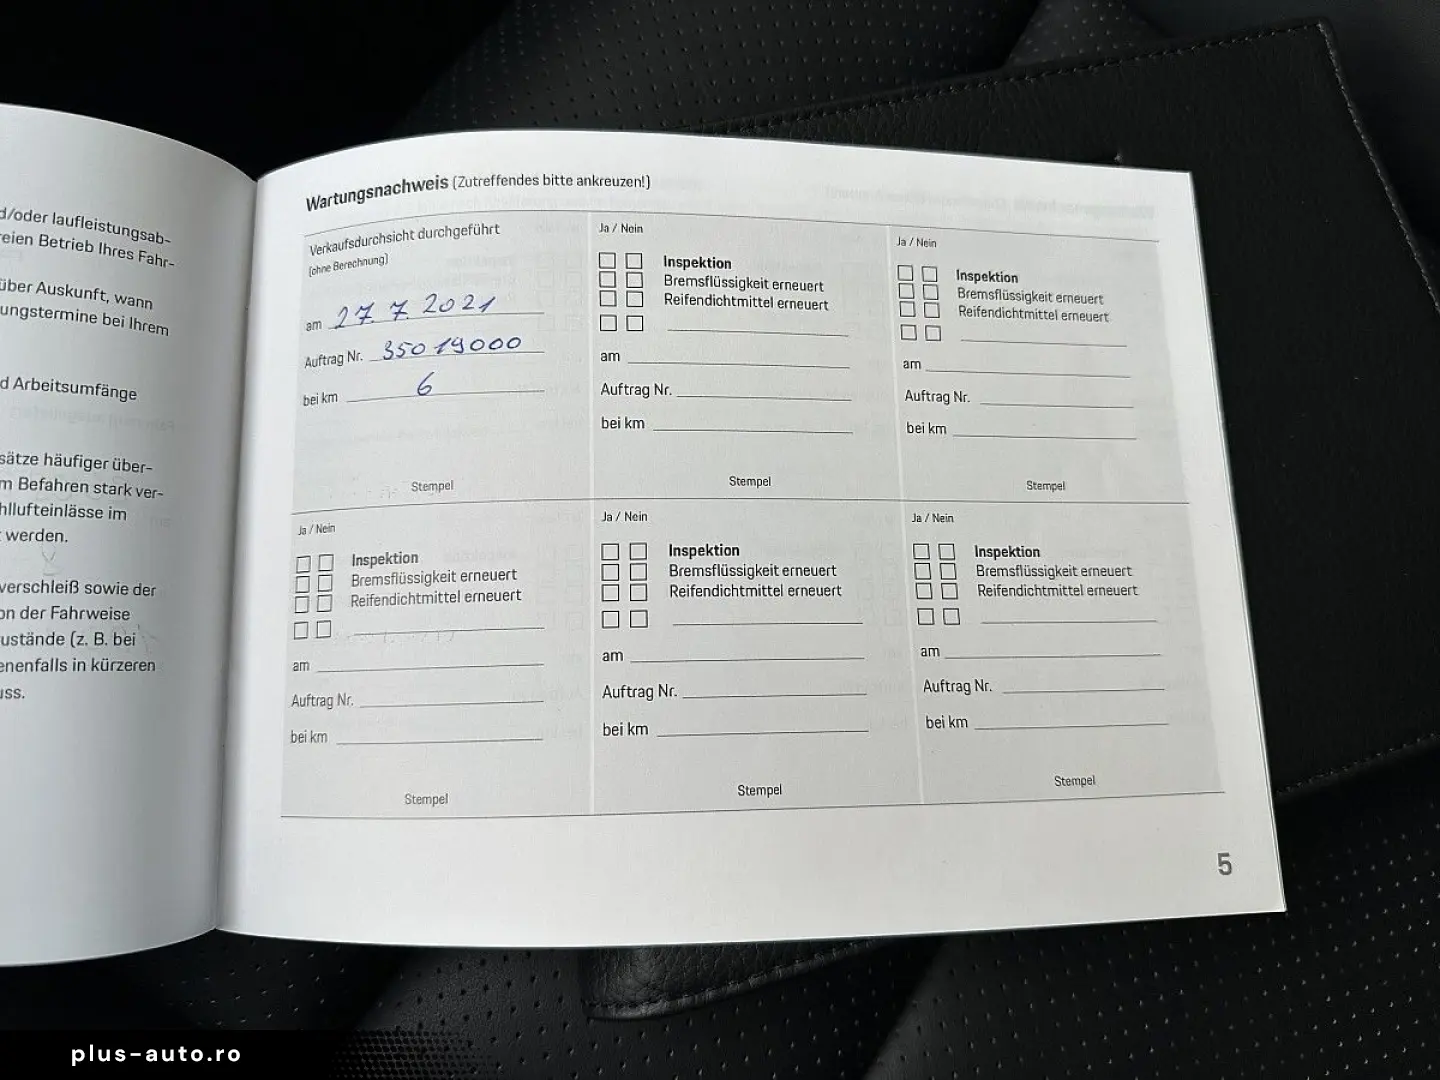 d/oder laufleistungsab-
eien Betrieb Ihres Fahr-
über Auskunft, wann
ungstermine bei Ihrem
d Arbeitsumfänge
sätze häufiger über-
m Befahren stark ver-
hllufteinlässe im
werden.
verschleiß sowie der
on der Fahrweise
ustände (z. B. bei
enenfalls in kürzeren
uss.
Wartungsnachweis (Zutreffendes bitte ankreuzen!)
Verkaufsdurchsicht durchgeführt
(ohne Berechnung)
am 27. 7. 2021
Auftrag Nr. 35019000
bei km 6
Stempel
Ja / Nein
Inspektion
Bremsflüssigkeit erneuert
Reifendichtmittel erneuert
am
Auftrag Nr.
bei km
Stempel
Ja / Nein
Inspektion
Bremsflüssigkeit erneuert
Reifendichtmittel erneuert
am
Auftrag Nr.
bei km
Stempel
Ja / Nein
Inspektion
Bremsflüssigkeit erneuert
Reifendichtmittel erneuert
am
Auftrag Nr.
bei km
Stempel
Ja / Nein
Inspektion
Bremsflüssigkeit erneuert
Reifendichtmittel erneuert
am
Auftrag Nr.
bei km
Stempel
Ja / Nein
Inspektion
Bremsflüssigkeit erneuert
Reifendichtmittel erneuert
am
Auftrag Nr.
bei km
Stempel
5
plus-auto.ro